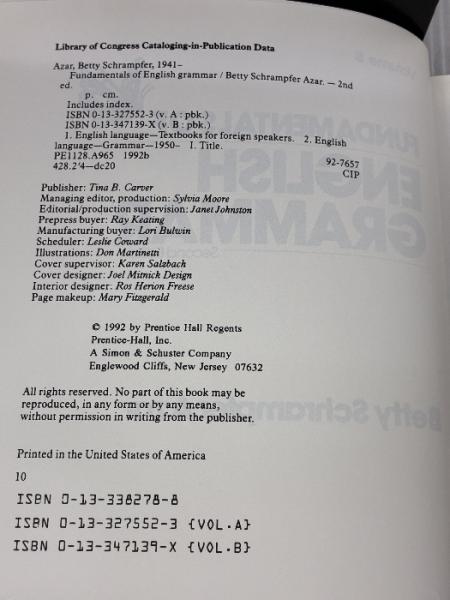 Library of Congress Cataloging-in-Publication Data
Azar, Betty Schrampfer, 1941–
Fundamentals of English grammar / Betty Schrampfer Azar. — 2nd
ed.
p. cm.
Includes index.
ISBN 0-13-327552-3 (v. A : pbk.)
ISBN 0-13-347139-X (v. B : pbk.)
1. English language—Textbooks for foreign speakers. 2. English
language—Grammar—1950– I. Title.
PE1128.A965 1992b
428.2'4—dc20
92-7657
CIP
Publisher: Tina B. Carver
Managing editor, production: Sylvia Moore
Editorial/production supervision: Janet Johnston
Prepress buyer: Ray Keating
Manufacturing buyer: Lori Bulwin
Scheduler: Leslie Coward
Illustrations: Don Martinetti
Cover supervisor: Karen Salzbach
Cover designer: Joel Mitnick Design
Interior designer: Ros Herion Freese
Page makeup: Mary Fitzgerald
© 1992 by Prentice Hall Regents
Prentice-Hall, Inc.
A Simon & Schuster Company
Englewood Cliffs, New Jersey 07632
All rights reserved. No part of this book may be
reproduced, in any form or by any means,
without permission in writing from the publisher.
Printed in the United States of America
10
ISBN 0-13-338278-8
ISBN 0-13-327552-3 {VOL.A}
ISBN 0-13-347139-X {VOL.B}
FUNDAMENTALS
ENGLISH
GRAMM
Second
Betty Schrampf